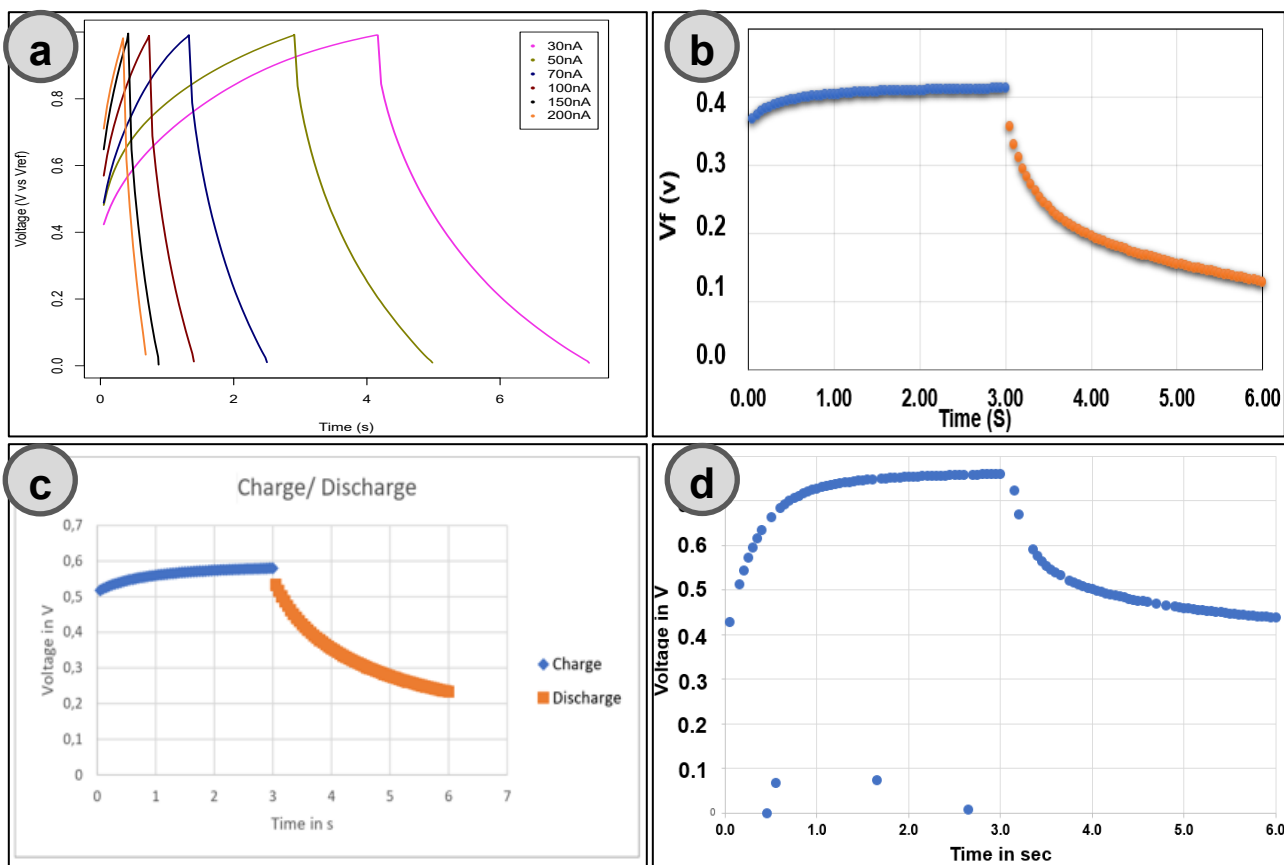 a
Voltage (V vs Vref)
0.8
0.6
0.4
0.2
0.0
0
2
4
6
Time (s)
30nA
50nA
70nA
100nA
150nA
200nA
b
Vf (v)
0.4
0.3
0.2
0.1
0.0
0.00 1.00 2.00 3.00 4.00 5.00 6.00
Time (S)
c
Charge/ Discharge
Voltage in V
0,7
0,6
0,5
0,4
0,3
0,2
0,1
0
0 1 2 3 4 5 6 7
Time in s
Charge
Discharge
d
Voltage in V
0.6
0.5
0.4
0.3
0.2
0.1
0
0.0 1.0 2.0 3.0 4.0 5.0 6.0
Time in sec